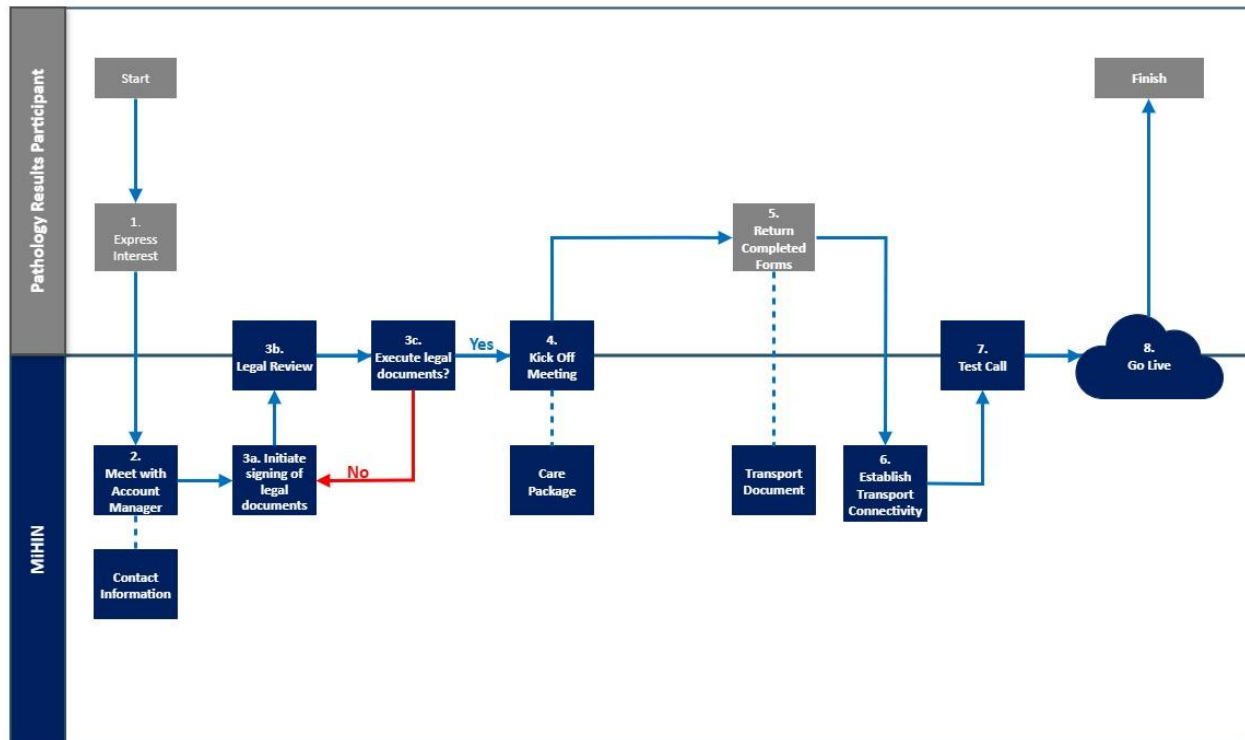 Pathology Results Participant
Start
Finish
1.
Express
Interest
5.
Return
Completed
Forms
3b.
Legal Review
3c.
Execute legal
documents?
Yes
4.
Kick Off
Meeting
7.
Test Call
8.
Go Live
MiHIN
2.
Meet with
Account
Manager
3a. Initiate
signing of
legal
documents
No
Care
Package
Transport
Document
6.
Establish
Transport
Connectivity
Contact
Information